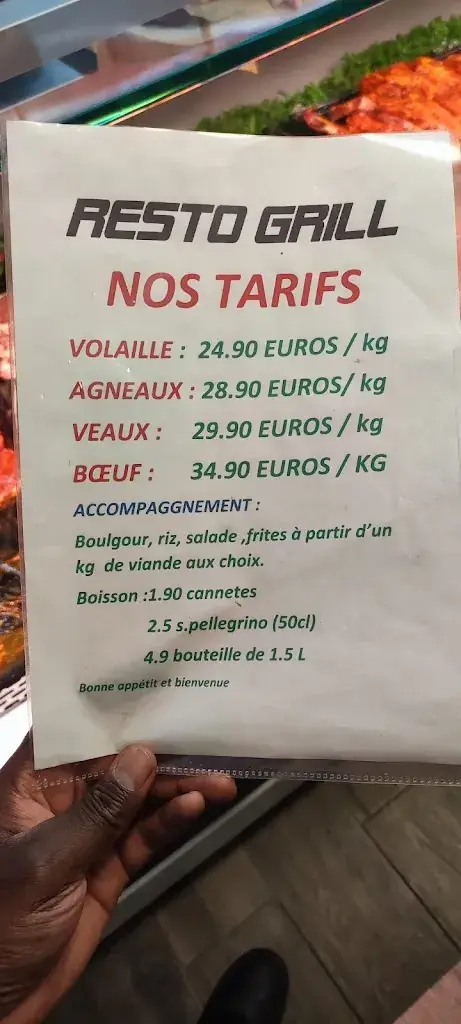 RESTO GRILL
NOS TARIFS
VOLAILLE : 24.90 EUROS / kg
AGNEAUX : 28.90 EUROS/ kg
VEAUX : 29.90 EUROS / kg
BŒUF : 34.90 EUROS / KG
ACCOMPAGGNEMENT :
Boulgour, riz, salade ,frites à partir d'un
kg de viande aux choix.
Boisson :1.90 cannetes
2.5 s.pellegrino (50cl)
4.9 bouteille de 1.5 L
Bonne appétit et bienvenue